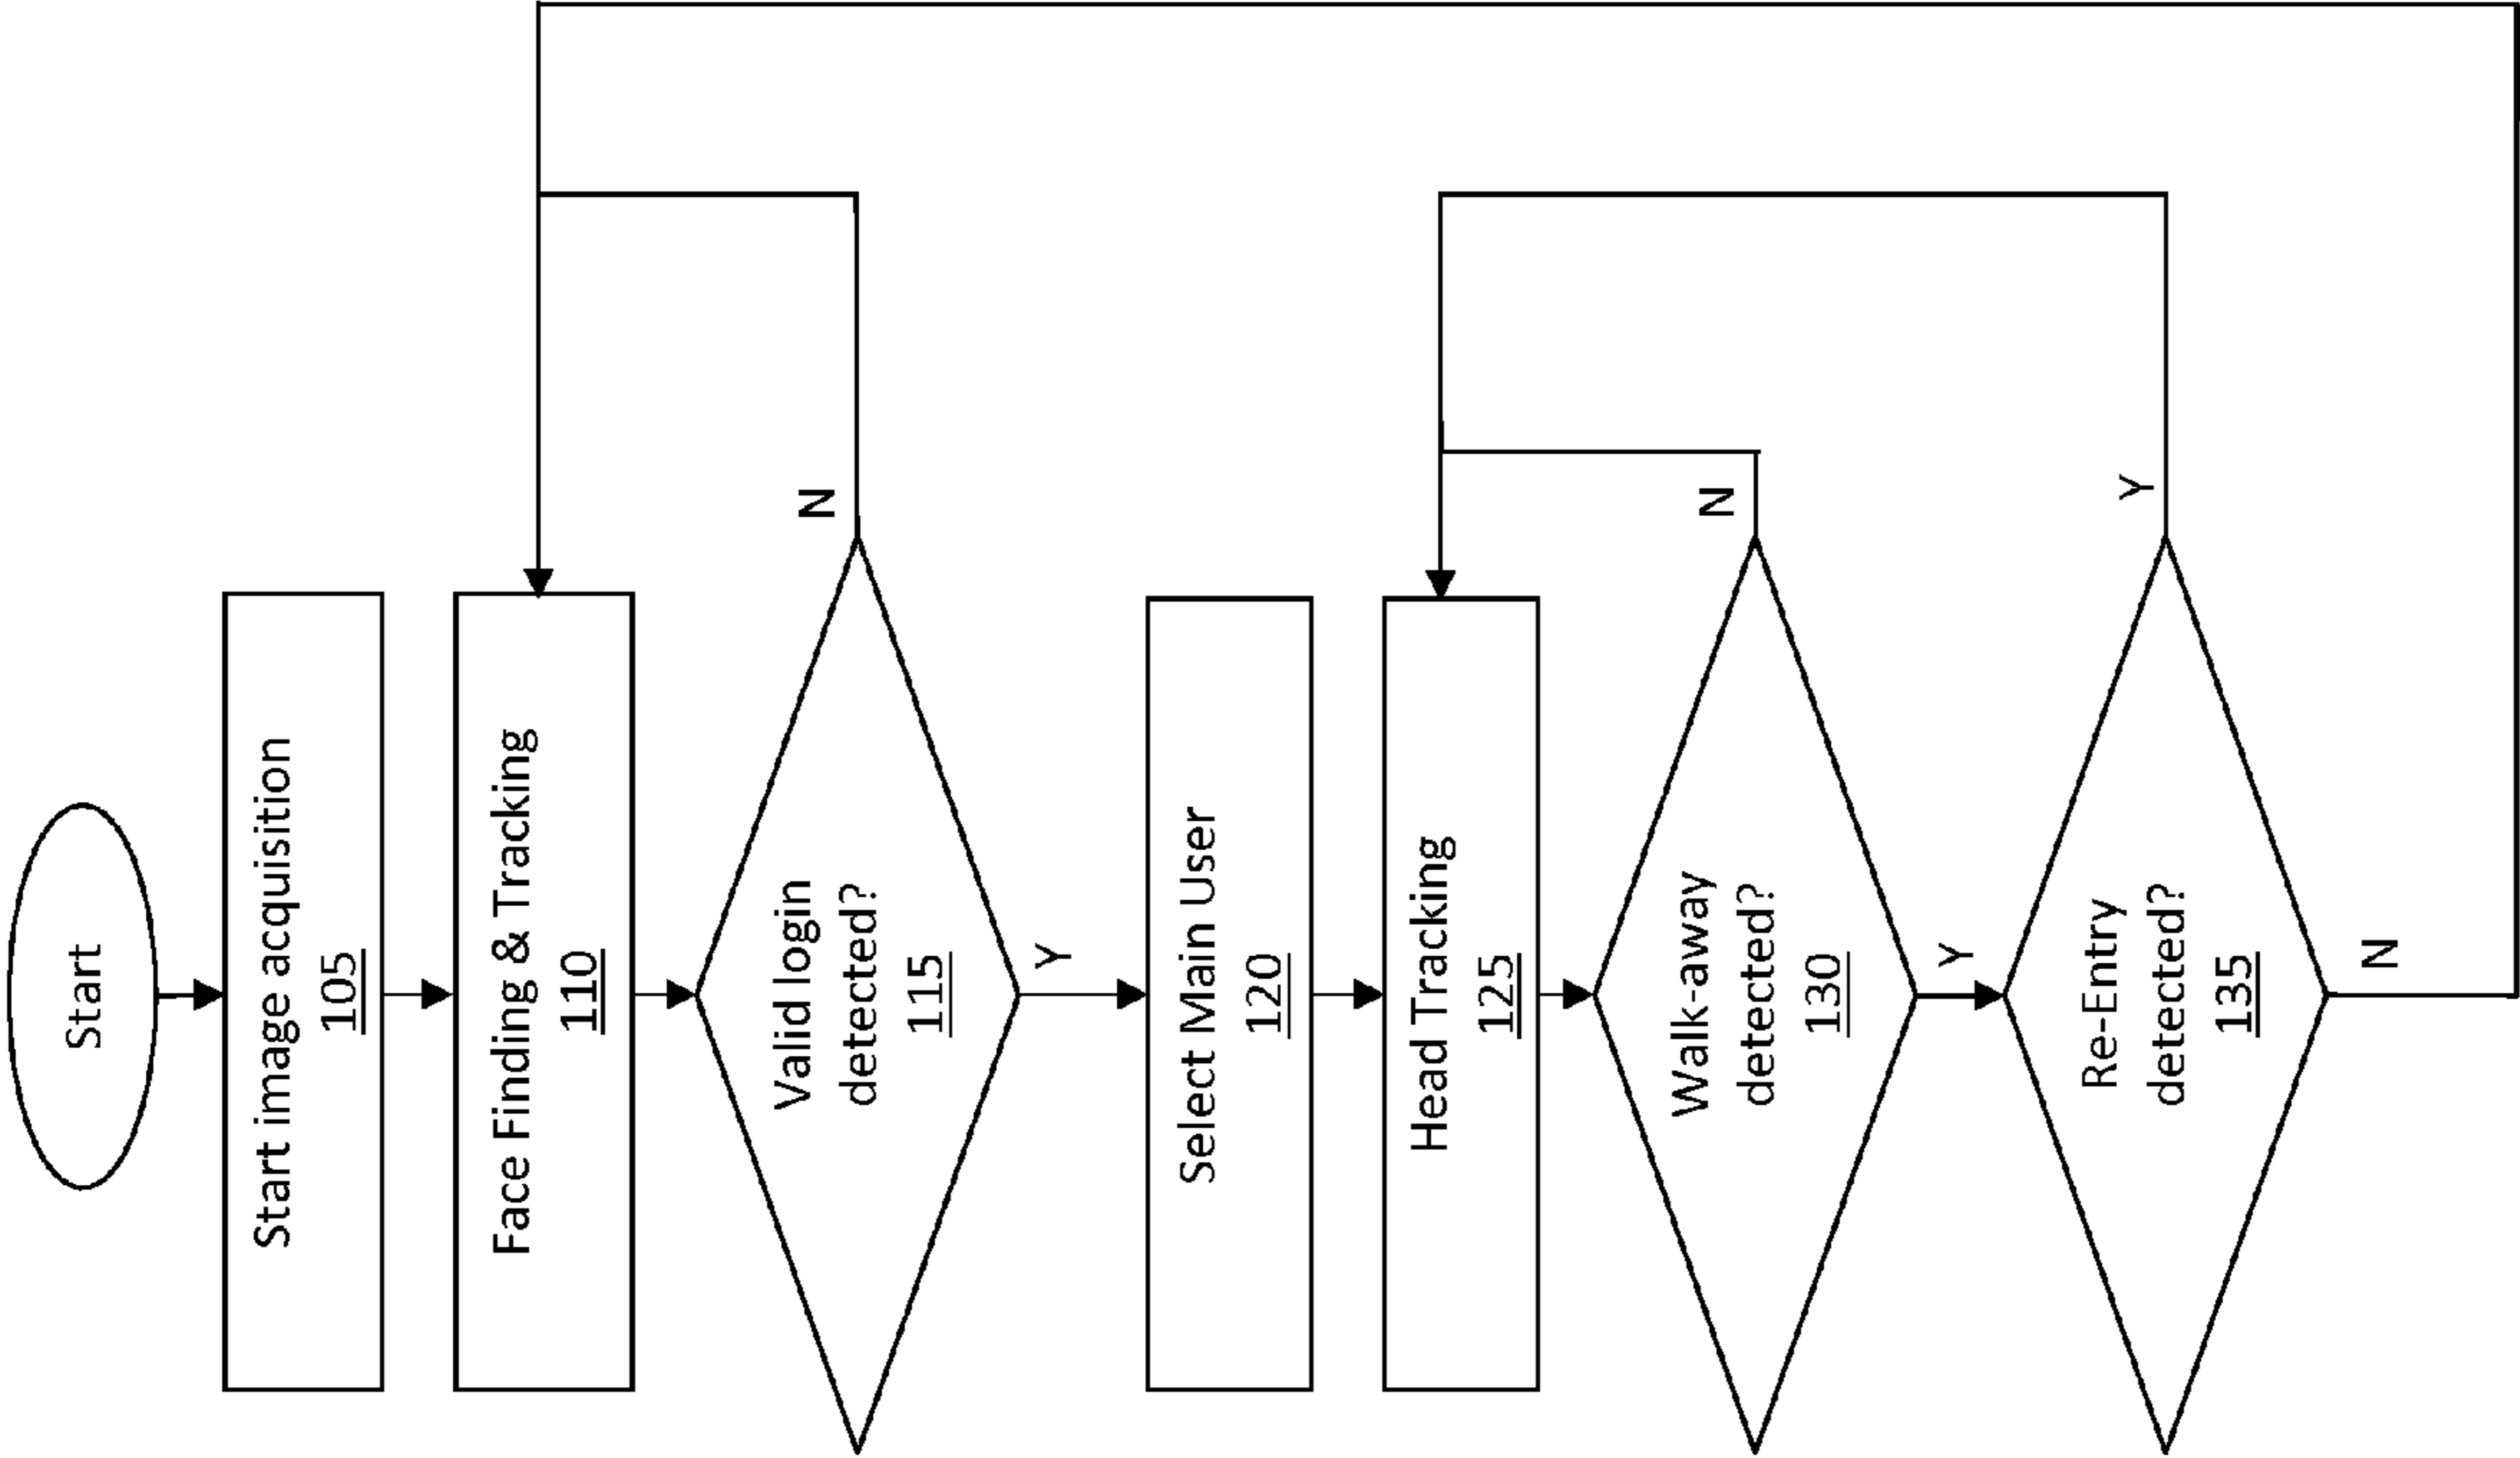 Start
Start image acquisition
105
Face Finding & Tracking
110
Valid login
detected?
115
N
Y
Select Main User
120
Head Tracking
125
Walk-away
detected?
130
N
Y
Re-Entry
detected?
135
Y
N